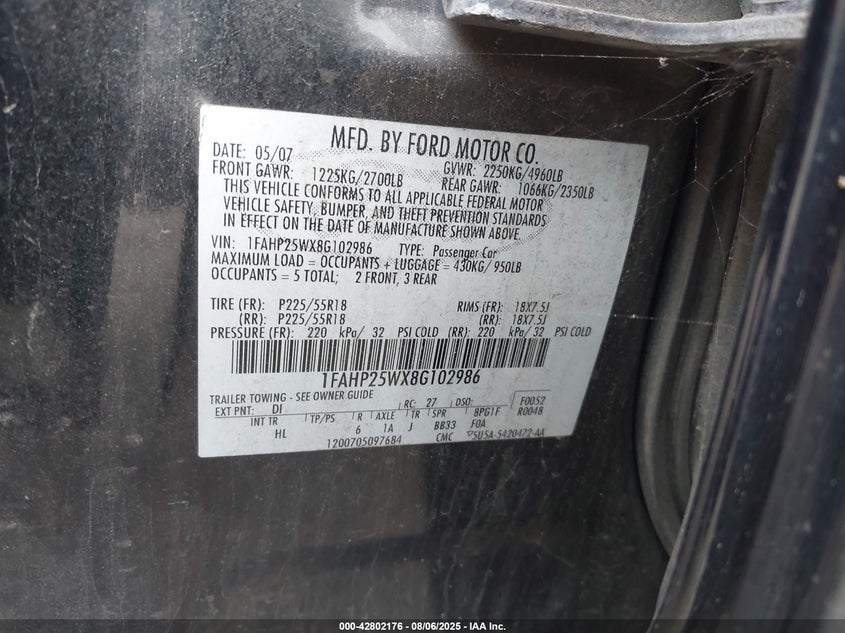 MFD. BY FORD MOTOR CO.
DATE: 05/07 GVWR: 2250KG/4960LB
FRONT GAWR: 1225KG/2700LB REAR GAWR: 1066KG/2350LB
THIS VEHICLE CONFORMS TO ALL APPLICABLE FEDERAL MOTOR
VEHICLE SAFETY, BUMPER, AND THEFT PREVENTION STANDARDS
IN EFFECT ON THE DATE OF MANUFACTURE SHOWN ABOVE.
VIN: 1FAHP25WX8G102986 TYPE: Passenger Car
MAXIMUM LOAD = OCCUPANTS + LUGGAGE = 430KG/ 950LB
OCCUPANTS = 5 TOTAL; 2 FRONT, 3 REAR
TIRE (FR): P225/55R18 RIMS (FR): 18X7.5J
(RR): P225/55R18 (RR): 18X7.5J
PRESSURE (FR): 220 kPa/ 32 PSI COLD (RR): 220 kPa/ 32 PSI COLD
1FAHP25WX8G102986
TRAILER TOWING - SEE OWNER GUIDE
EXT PNT: DI RC: 27 DSO: F0052
INT TR TP/PS R AXLE TR SPR 8PG1F R0048
HL 6 1A J BB33 F0A
1200705097684 CMC 5U5A-5420472-AA
000-42802176 - 08/06/2025 - IAA Inc.